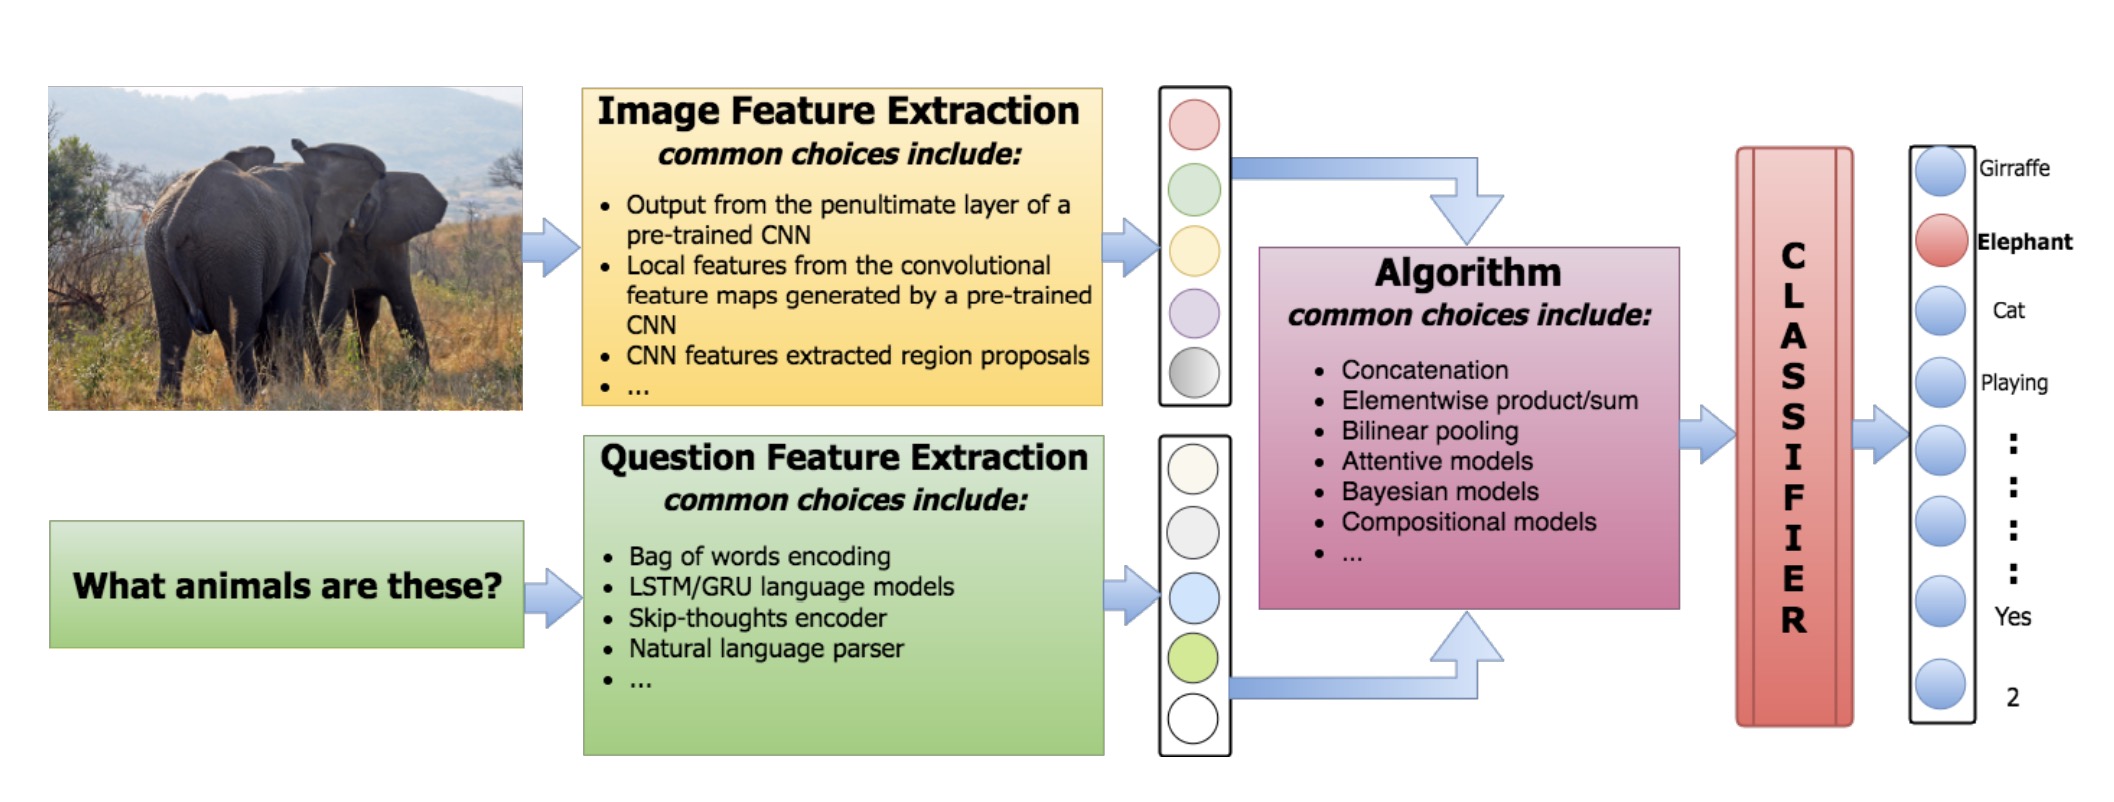 Image Feature Extraction
common choices include:
• Output from the penultimate layer of a
pre-trained CNN
• Local features from the convolutional
feature maps generated by a pre-trained
CNN
• CNN features extracted region proposals
• ...
What animals are these?
Question Feature Extraction
common choices include:
• Bag of words encoding
• LSTM/GRU language models
• Skip-thoughts encoder
• Natural language parser
• ...
Algorithm
common choices include:
• Concatenation
• Elementwise product/sum
• Bilinear pooling
• Attentive models
• Bayesian models
• Compositional models
• ...
CLASSIFIER
Girraffe
Elephant
Cat
Playing
:
:
:
:
Yes
2